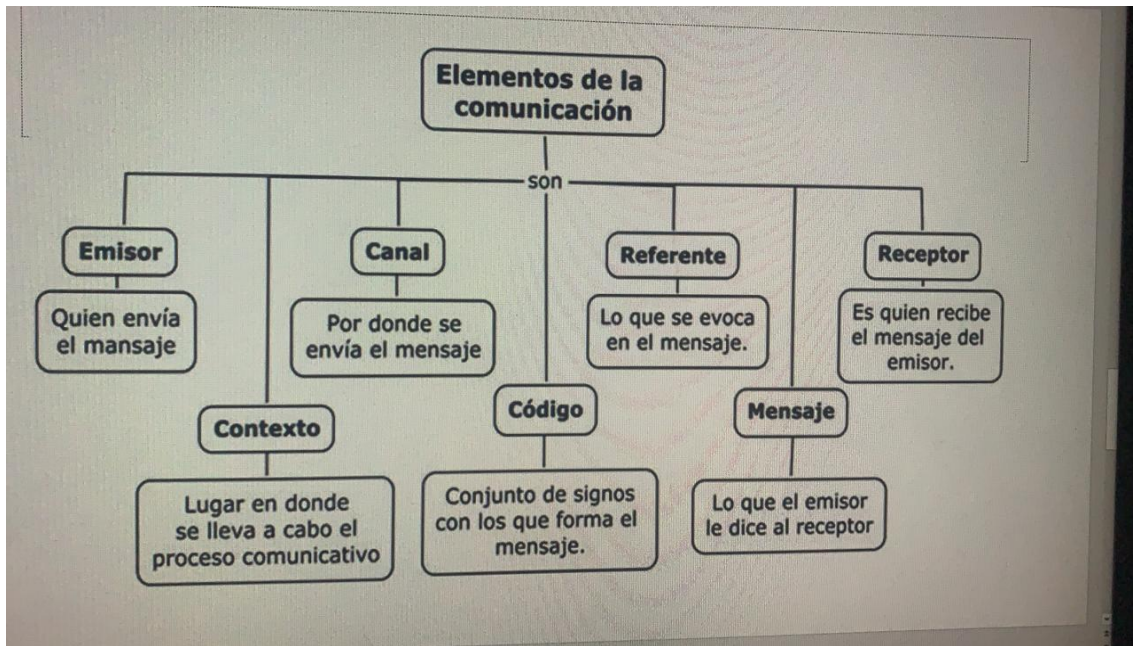 Elementos de la
comunicación
son
Emisor
Quien envía
el mansaje
Contexto
Lugar en donde
se lleva a cabo el
proceso comunicativo
Canal
Por donde se
envía el mensaje
Código
Conjunto de signos
con los que forma el
mensaje.
Referente
Lo que se evoca
en el mensaje.
Mensaje
Lo que el emisor
le dice al receptor
Receptor
Es quien recibe
el mensaje del
emisor.